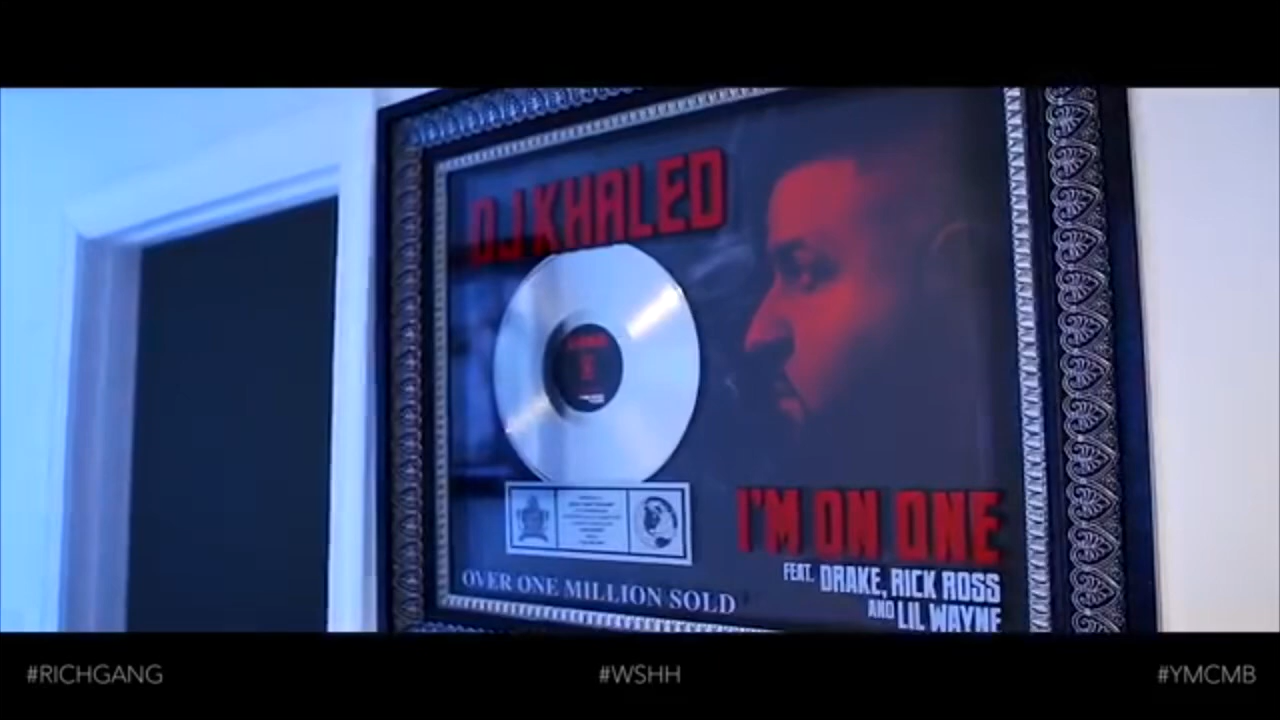 DJ KHALED
OVER ONE MILLION SOLD
I'M ON ONE
FEAT. DRAKE, RICK ROSS
AND LIL WAYNE
#RICHGANG
#WSHH
#YMCMB